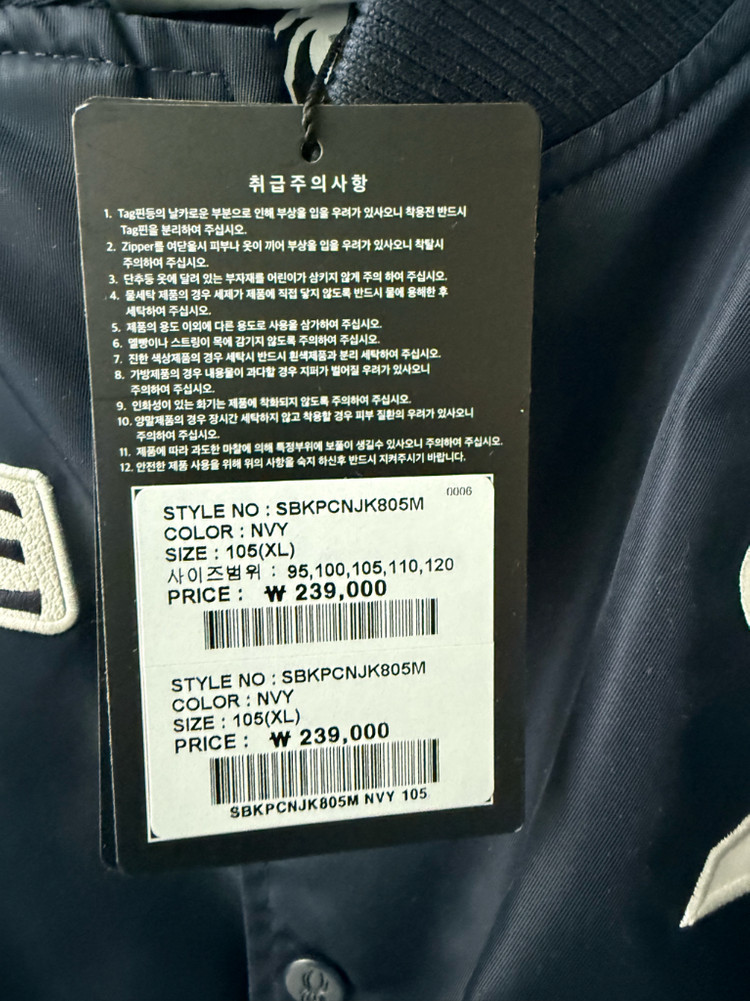 취급주의사항
1. Tag핀등의 날카로운 부분으로 인해 부상을 입을 우려가 있사오니 착용전 반드시
Tag핀을 분리하여 주십시오.
2. Zipper를 여닫을시 피부나 옷이 끼어 부상을 입을 우려가 있사오니 착탈시
주의하여 주십시오.
3. 단추등 옷에 달려 있는 부자재를 어린이가 삼키지 않게 주의 하여 주십시오.
4. 물세탁 제품의 경우 세제가 제품에 직접 닿지 않도록 반드시 물에 용해한 후
세탁하여 주십시오.
5. 제품의 용도 이외에 다른 용도로 사용을 삼가하여 주십시오.
6. 멜빵이나 스트링이 목에 감기지 않도록 주의하여 주십시오.
7. 진한 색상제품의 경우 세탁시 반드시 흰색제품과 분리 세탁하여 주십시오.
8. 가방제품의 경우 내용물이 과다할 경우 지퍼가 벌어질 우려가 있사오니
주의하여 주십시오.
9. 인화성이 있는 화기는 제품에 착화되지 않도록 주의하여 주십시오.
10. 양말제품의 경우 장시간 세탁하지 않고 착용할 경우 피부 질환의 우려가 있사오니
주의하여 주십시오.
11. 제품에 따라 과도한 마찰에 의해 특정부위에 보풀이 생길수 있사오니 주의하여 주십시오.
12. 안전한 제품 사용을 위해 위의 사항을 숙지 하신후 반드시 지켜주시기 바랍니다.
0006
STYLE NO : SBKPCNJK805M
COLOR : NVY
SIZE : 105(XL)
사이즈범위 : 95,100,105,110,120
PRICE : ₩ 239,000
STYLE NO : SBKPCNJK805M
COLOR : NVY
SIZE : 105(XL)
PRICE : ₩ 239,000
SBKPCNJK805M NVY 105